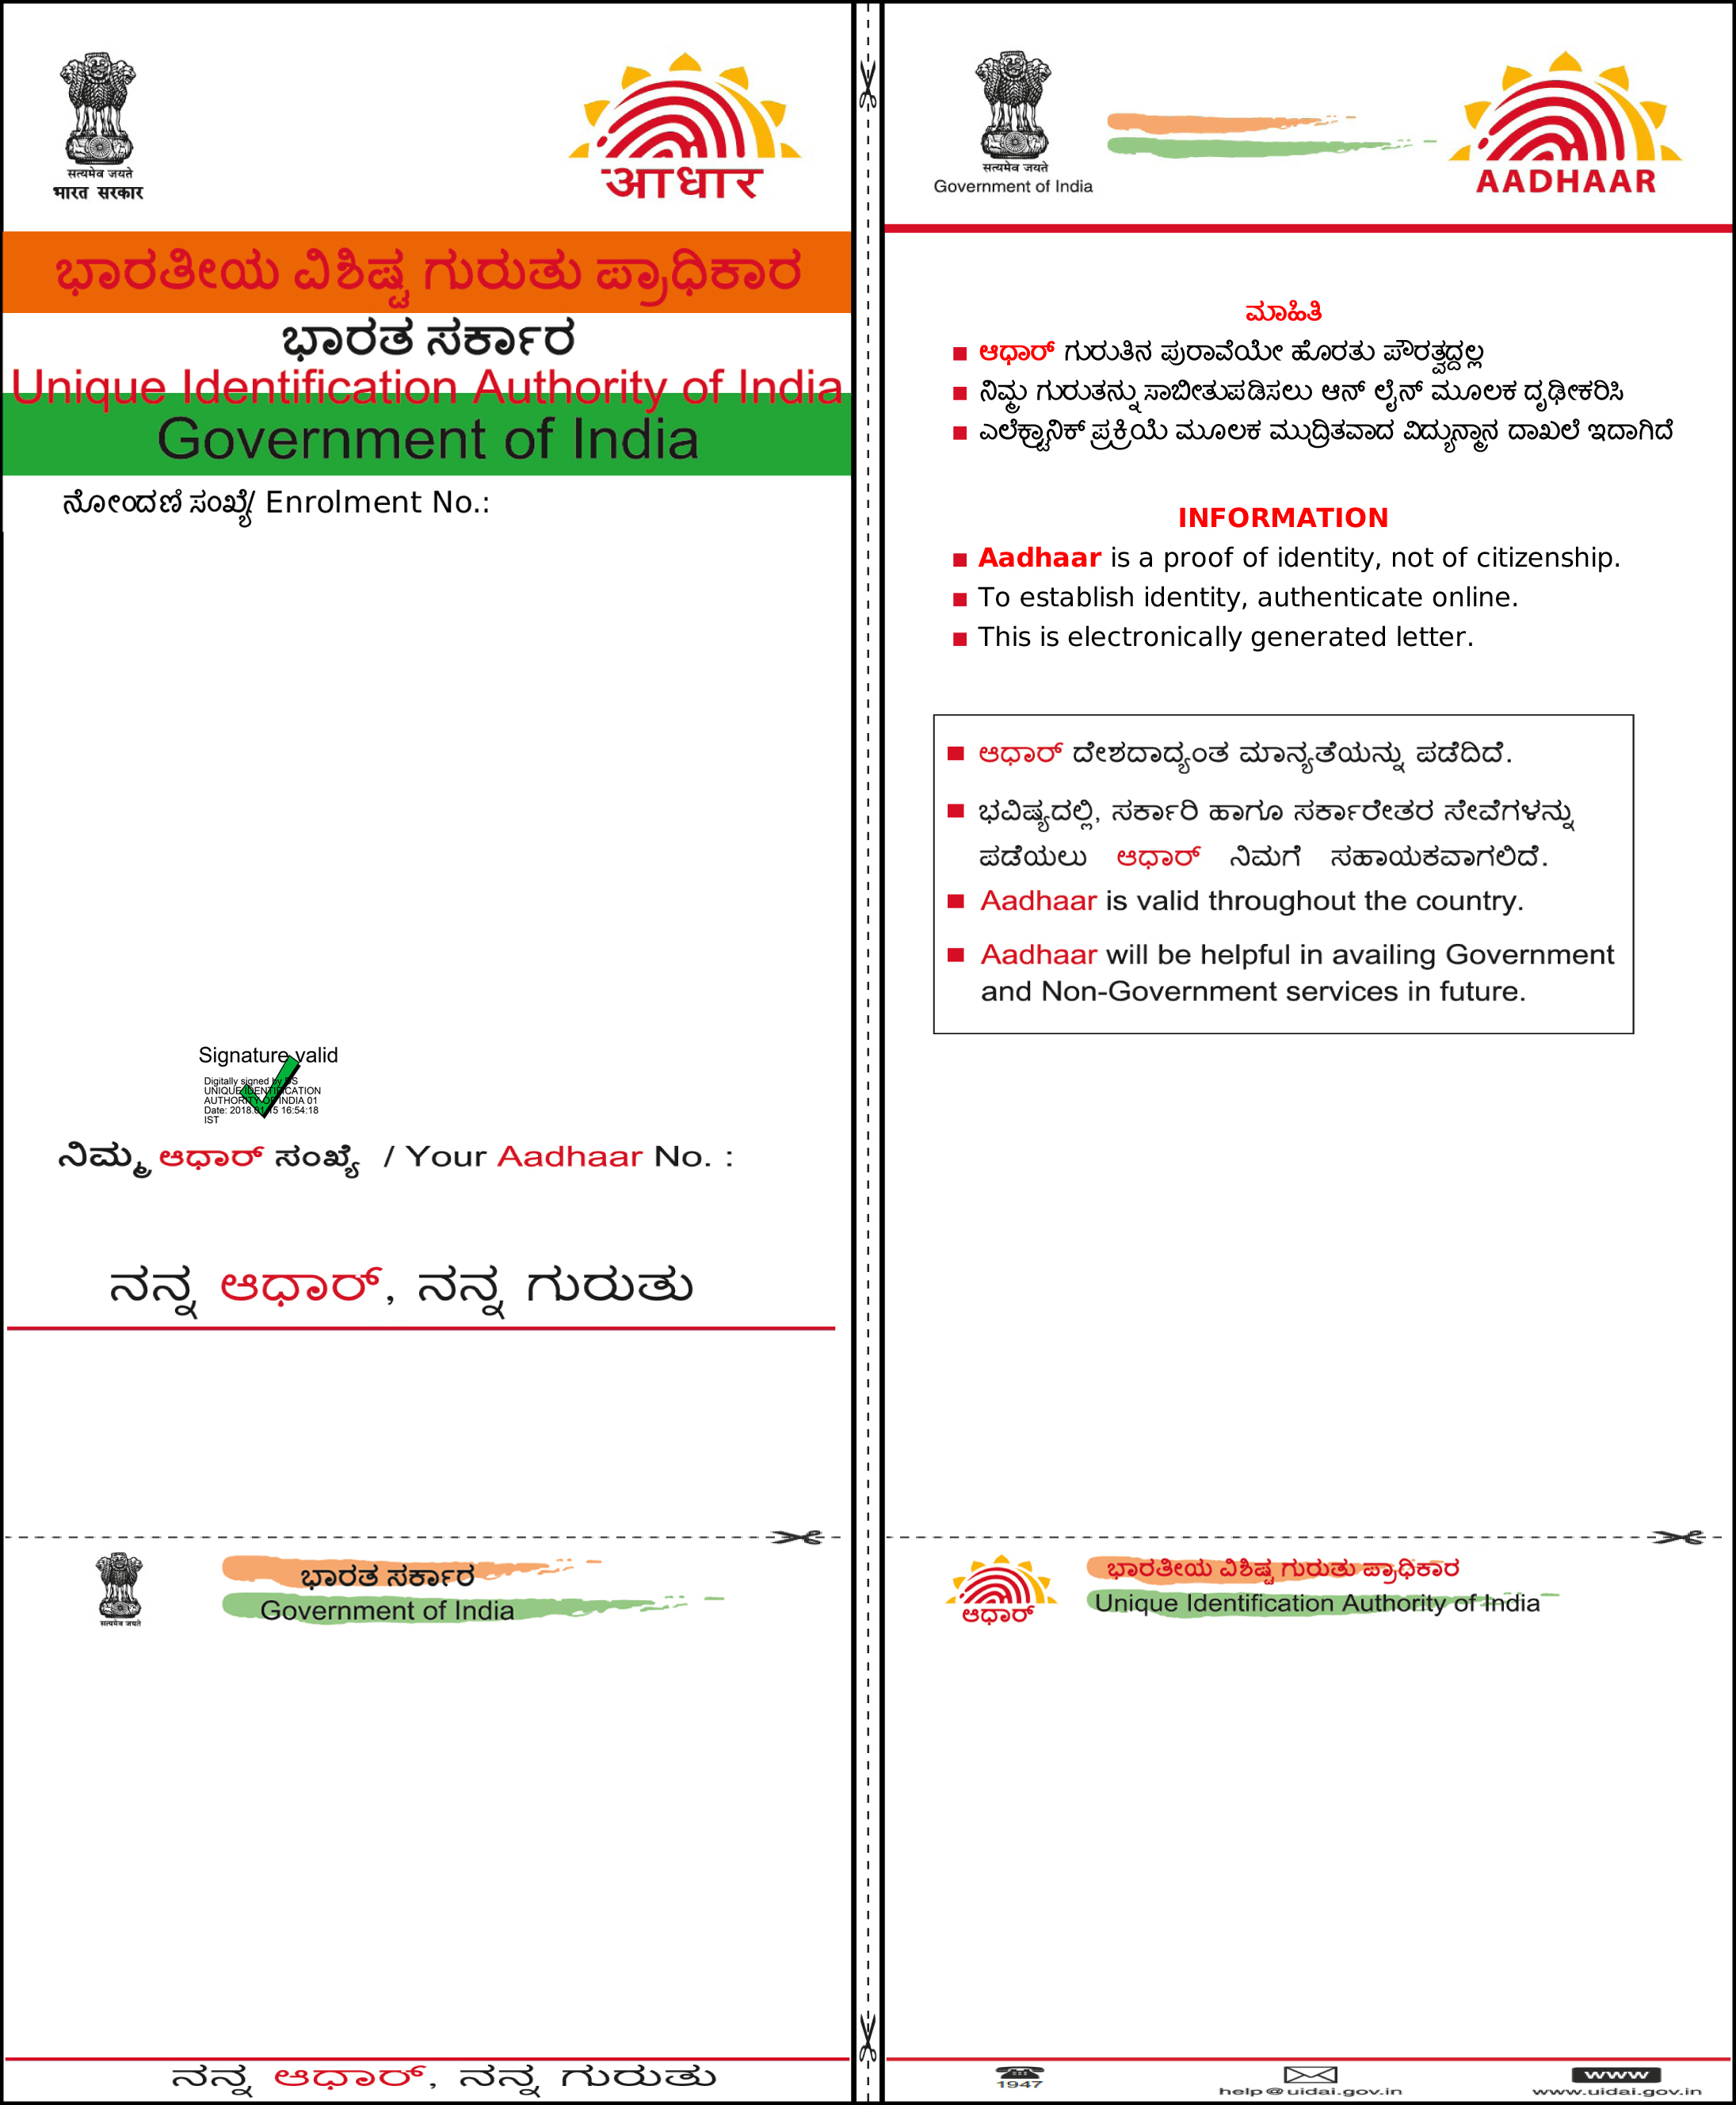 सत्यमेव जयते
भारत सरकार
आधार
ಭಾರತೀಯ ವಿಶಿಷ್ಟ ಗುರುತು ಪ್ರಾಧಿಕಾರ
ಭಾರತ ಸರ್ಕಾರ
Unique Identification Authority of India
Government of India
ನೋಂದಣಿ ಸಂಖ್ಯೆ/ Enrolment No.:
Signature valid
Digitally signed by DS
UNIQUE IDENTIFICATION
AUTHORITY OF INDIA 01
Date: 2018.01.15 16:54:18
IST
ನಿಮ್ಮ ಆಧಾರ್ ಸಂಖ್ಯೆ / Your Aadhaar No. :
ನನ್ನ ಆಧಾರ್, ನನ್ನ ಗುರುತು
सत्यमेव जयते
ಭಾರತ ಸರ್ಕಾರ
Government of India
ನನ್ನ ಆಧಾರ್, ನನ್ನ ಗುರುತು
सत्यमेव जयते
Government of India
AADHAAR
ಮಾಹಿತಿ
ಆಧಾರ್ ಗುರುತಿನ ಪುರಾವೆಯೇ ಹೊರತು ಪೌರತ್ವದ್ದಲ್ಲ
ನಿಮ್ಮ ಗುರುತನ್ನು ಸಾಬೀತುಪಡಿಸಲು ಆನ್ ಲೈನ್ ಮೂಲಕ ದೃಢೀಕರಿಸಿ
ಎಲೆಕ್ಟ್ರಾನಿಕ್ ಪ್ರಕ್ರಿಯೆ ಮೂಲಕ ಮುದ್ರಿತವಾದ ವಿದ್ಯುನ್ಮಾನ ದಾಖಲೆ ಇದಾಗಿದೆ
INFORMATION
Aadhaar is a proof of identity, not of citizenship.
To establish identity, authenticate online.
This is electronically generated letter.
ಆಧಾರ್ ದೇಶದಾದ್ಯಂತ ಮಾನ್ಯತೆಯನ್ನು ಪಡೆದಿದೆ.
ಭವಿಷ್ಯದಲ್ಲಿ, ಸರ್ಕಾರಿ ಹಾಗೂ ಸರ್ಕಾರೇತರ ಸೇವೆಗಳನ್ನು
ಪಡೆಯಲು ಆಧಾರ್ ನಿಮಗೆ ಸಹಾಯಕವಾಗಲಿದೆ.
Aadhaar is valid throughout the country.
Aadhaar will be helpful in availing Government
and Non-Government services in future.
ಆಧಾರ್
ಭಾರತೀಯ ವಿಶಿಷ್ಟ ಗುರುತು ಪ್ರಾಧಿಕಾರ
Unique Identification Authority of India
1947
help@uidai.gov.in
www
www.uidai.gov.in